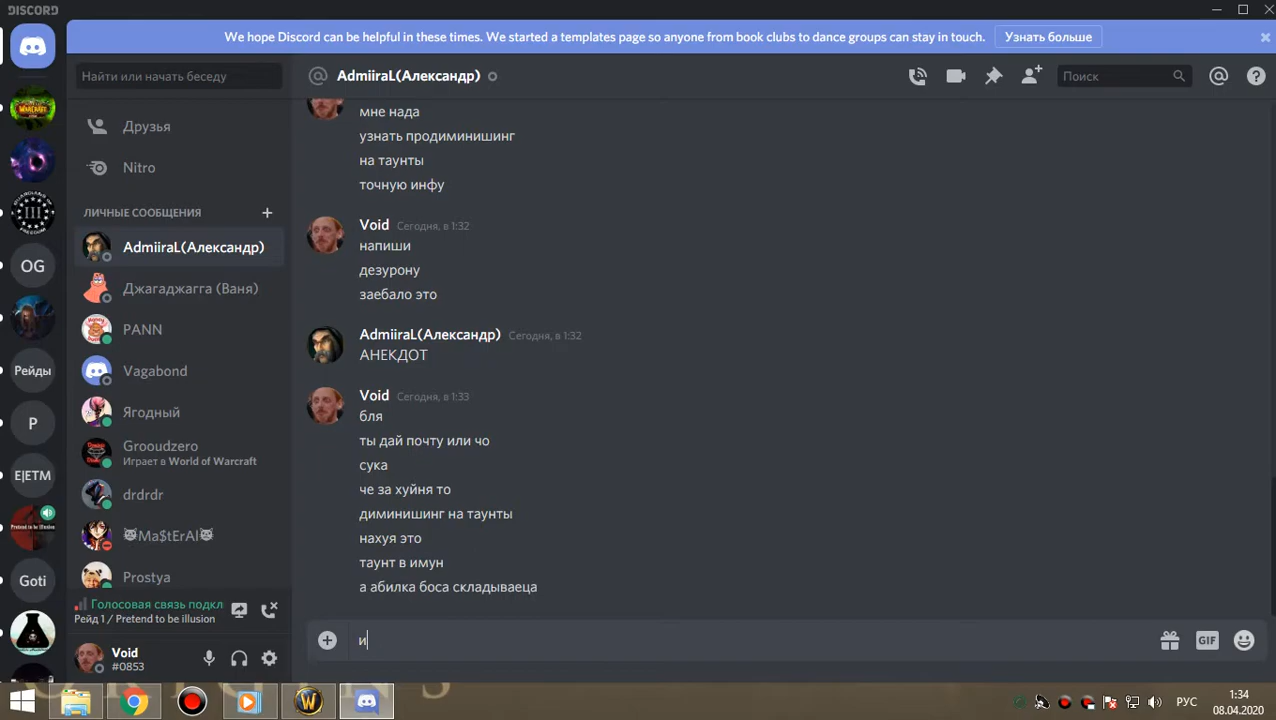 DISCORD
We hope Discord can be helpful in these times. We started a templates page so anyone from book clubs to dance groups can stay in touch.
Узнать больше
Найти или начать беседу
AdmiiraL(Александр)
Поиск
Друзья
Nitro
ЛИЧНЫЕ СООБЩЕНИЯ
AdmiiraL(Александр)
Джагаджагга (Ваня)
PANN
Vagabond
Ягодный
Grooudzero
Играет в World of Warcraft
drdrdr
Ma$tErAl
Prostya
Голосовая связь подкл
Рейд 1 / Pretend to be illusion
Void
#0853
III
OG
Рейды
P
E|ETM
Pretend to be illusion
Goti
мне нада
узнать продиминишинг
на таунты
точную инфу
Void Сегодня, в 1:32
напиши
дезурону
заебало это
AdmiiraL(Александр) Сегодня, в 1:32
АНЕКДОТ
Void Сегодня, в 1:33
бля
ты дай почту или чо
сука
че за хуйня то
диминишинг на таунты
нахуя это
таунт в имун
а абилка боса складываеца
и
GIF
РУС
1:34
08.04.2020